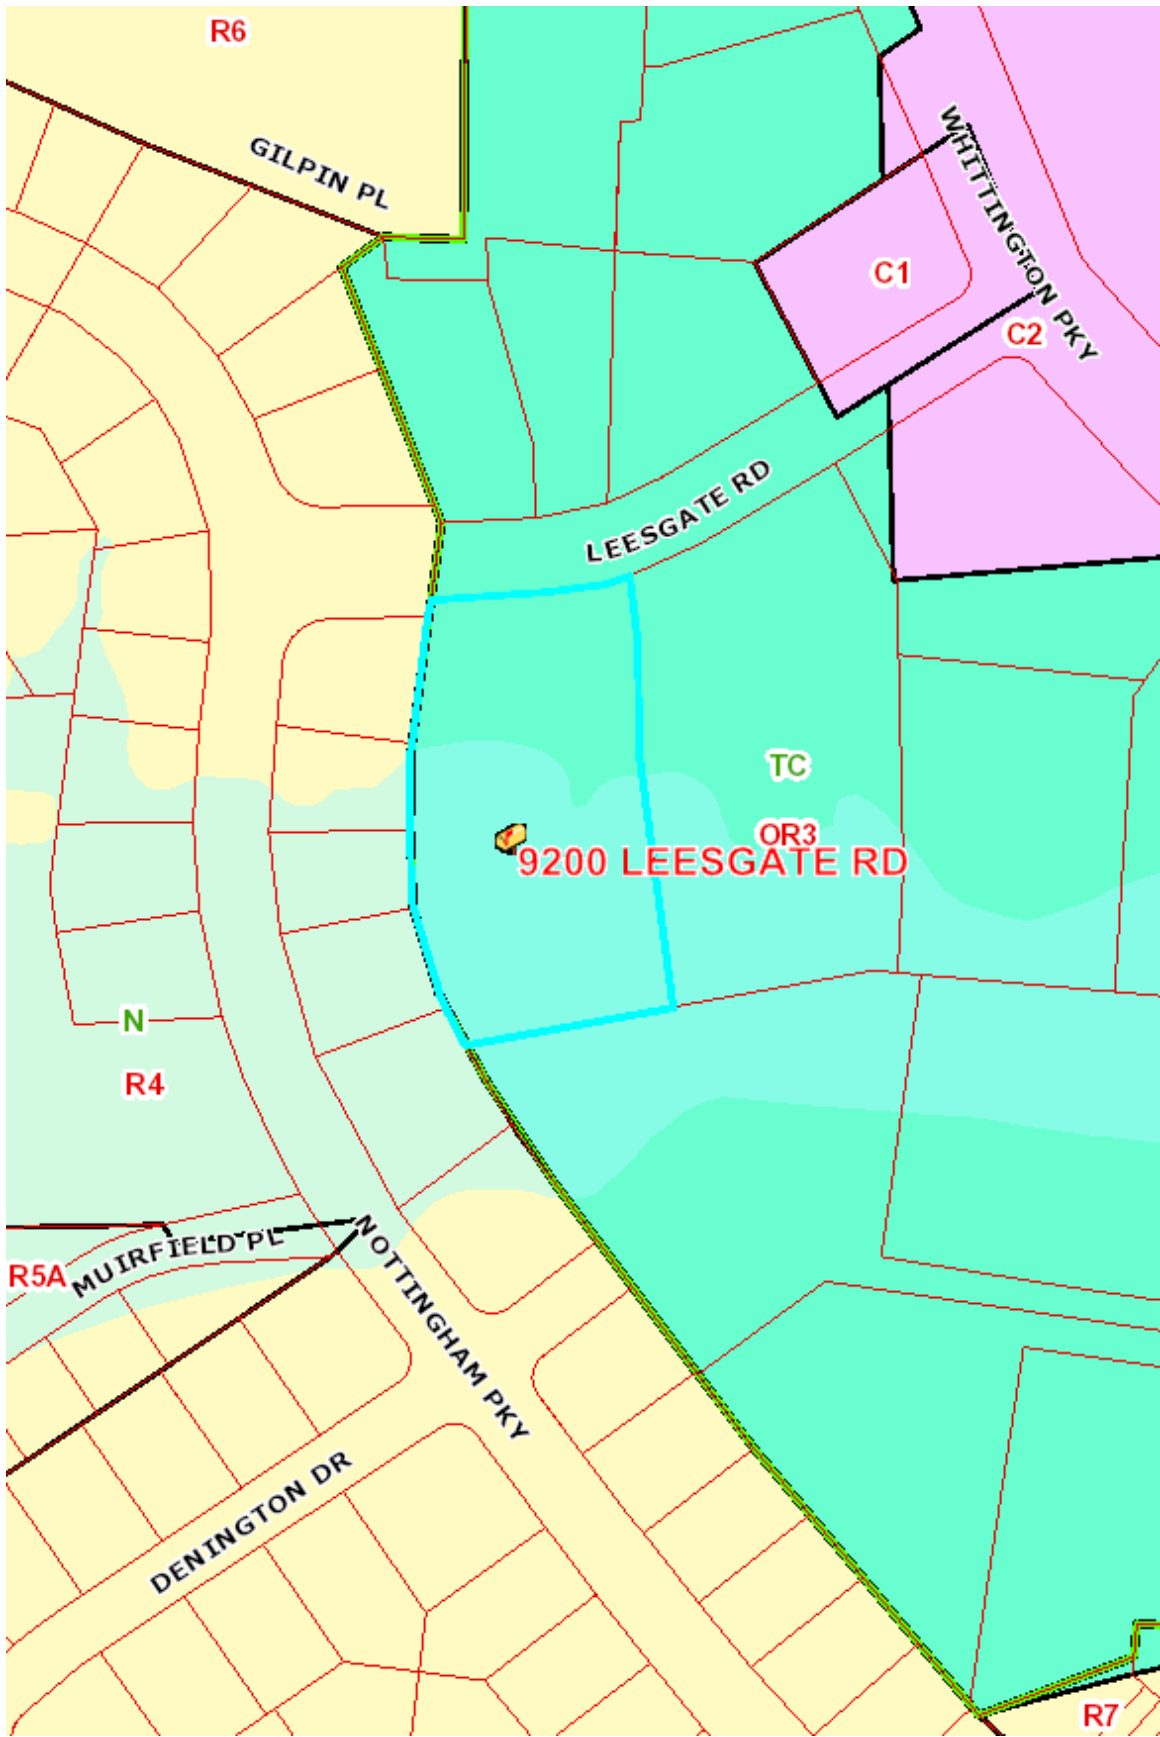 R6
GILPIN PL
WHITTINGTON PKY
C1
C2
LEESGATE RD
TC
OR3
9200 LEESGATE RD
N
R4
MUIRFIELD PL
R5A
NOTTINGHAM PKY
DENINGTON DR
R7